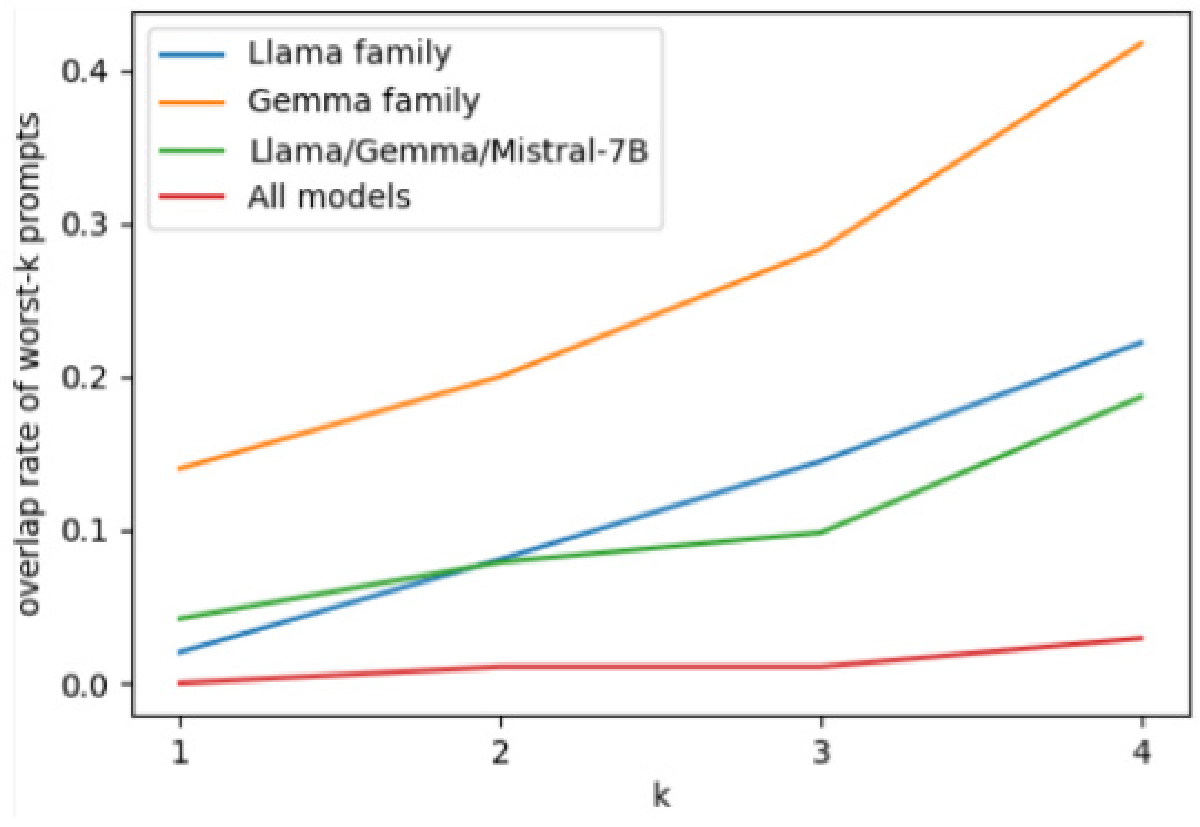 Llama family
Gemma family
Llama/Gemma/Mistral-7B
All models
overlap rate of worst-k prompts
0.4
0.3
0.2
0.1
0.0
1 2 3 4
k